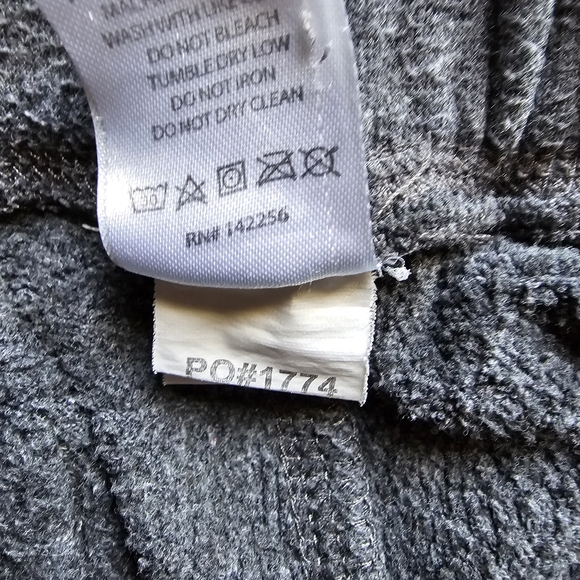 WASH WITH LIKE
DO NOT BLEACH
TUMBLE DRY LOW
DO NOT IRON
DO NOT DRY CLEAN
30
RN# 142256
PO#1774